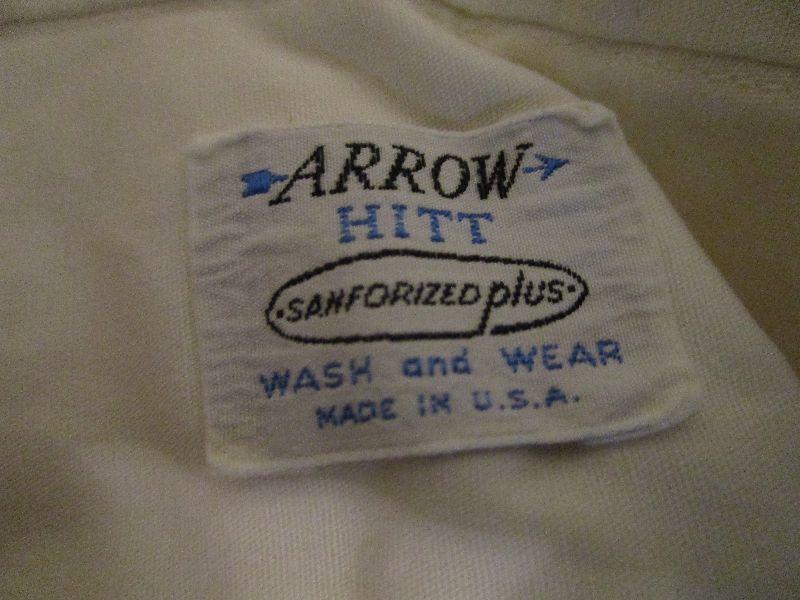 ARROW
HITT
·SANFORIZED plus·
WASH and WEAR
MADE IN U.S.A.